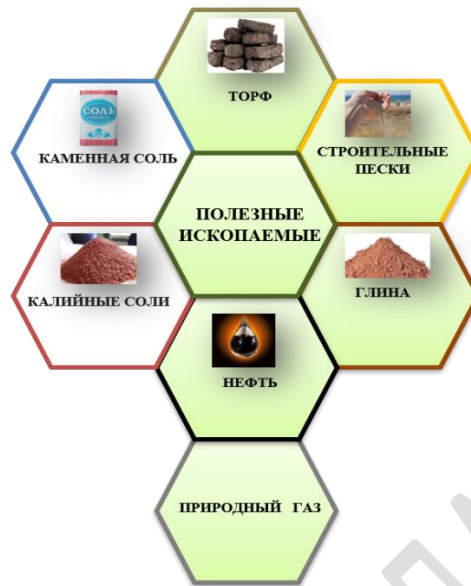 ТОРФ
СОЛЬ
КАМЕННАЯ СОЛЬ
СТРОИТЕЛЬНЫЕ
ПЕСКИ
ПОЛЕЗНЫЕ
ИСКОПАЕМЫЕ
КАЛИЙНЫЕ СОЛИ
ГЛИНА
НЕФТЬ
ПРИРОДНЫЙ ГАЗ